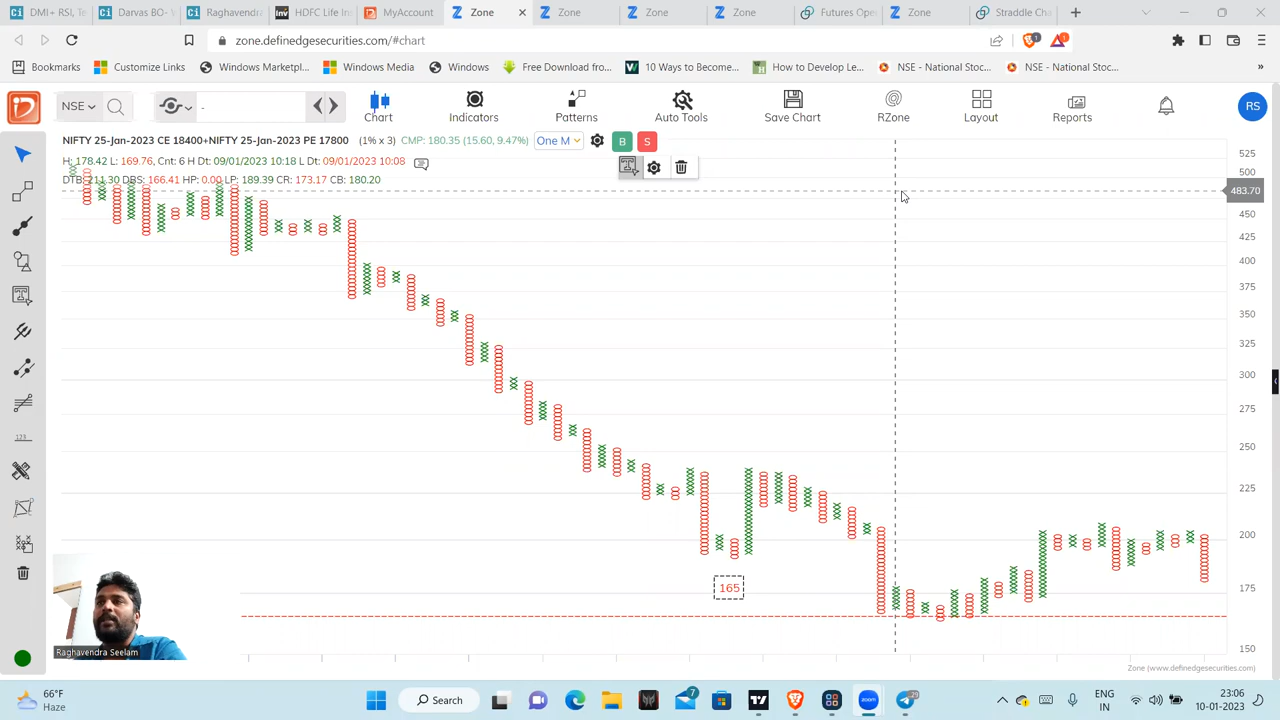 DMI+, RSI, Te
Darvas BO, Te
HDFC Life In
MyAccount
Zone
Zone
Zone
Zone
Futures Ope
Straddle Cha
zone.definedgesecurities.com/#chart
Bookmarks
Customize Links
Windows Marketpl...
Windows Media
Windows
Free Download from...
10 Ways to Become...
How to Develop Le...
NSE - National Stoc...
NSE - National Stoc...
»
NSE
-
Chart
Indicators
Patterns
Auto Tools
Save Chart
RZone
Layout
Reports
RS
NIFTY 25-Jan-2023 CE 18400+NIFTY 25-Jan-2023 PE 17800 (1% x 3) CMP: 180.35 (15.60, 9.47%) One M B S
H: 178.42 L: 169.76, Cnt: 6 H Dt: 09/01/2023 10:18 L Dt: 09/01/2023 10:08
DTB: 211.30 DBS: 166.41 HP: 0.00 LP: 189.39 CR: 173.17 CB: 180.20
525
500
483.70
450
425
400
375
350
325
300
275
250
225
200
175
150
165
123
Raghavendra Seelam
Zone (www.definedgesecurities.com)
66°F
Haze
Search
7
29
ENG
IN
23:06
10-01-2023